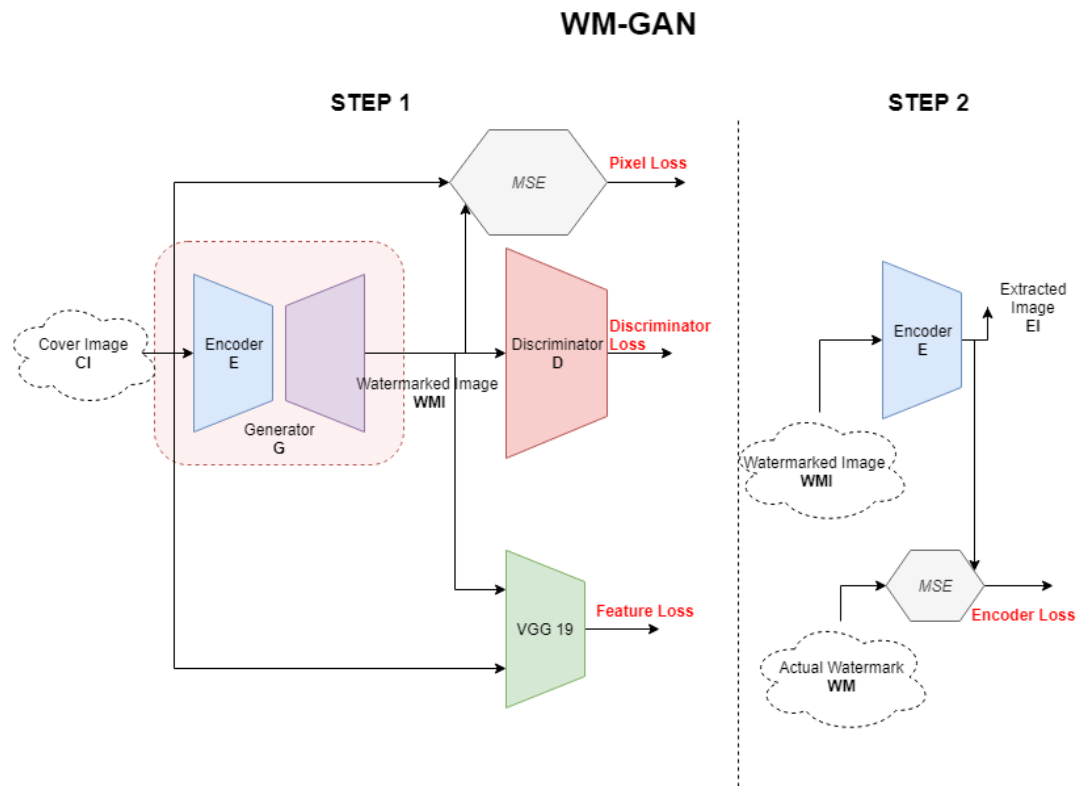 WM-GAN
STEP 1
STEP 2
MSE
Pixel Loss
Cover Image
CI
Encoder
E
Generator
G
Watermarked Image
WMI
Discriminator
D
Discriminator
Loss
VGG 19
Feature Loss
Encoder
E
Extracted
Image
EI
Watermarked Image
WMI
MSE
Encoder Loss
Actual Watermark
WM